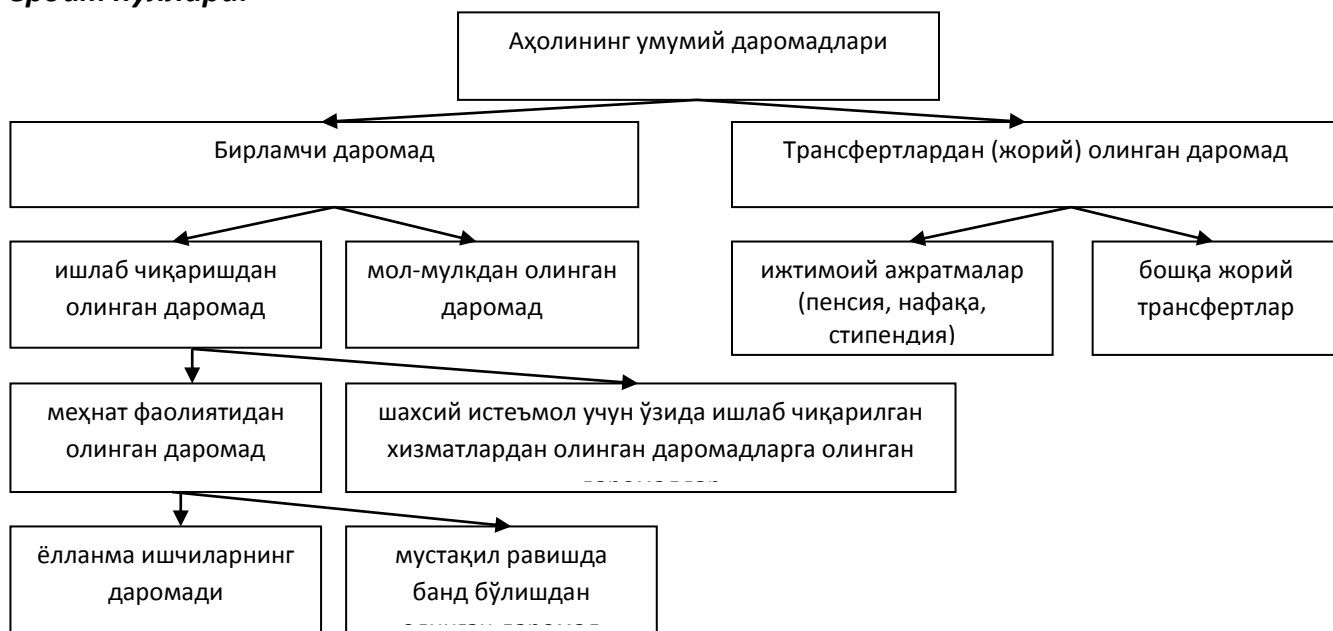 Аҳолининг умумий даромадлари
Бирламчи даромад
Трансфертлардан (жорий) олинган даромад
ишлаб чиқаришдан
олинган даромад
мол-мулкдан олинган
даромад
ижтимоий ажратмалар
(пенсия, нафақа,
стипендия)
бошқа жорий
трансфертлар
меҳнат фаолиятидан
олинган даромад
шахсий истеъмол учун ўзида ишлаб чиқарилган
хизматлардан олинган даромадларга олинган
ёлланма ишчиларнинг
даромади
мустақил равишда
банд бўлишдан